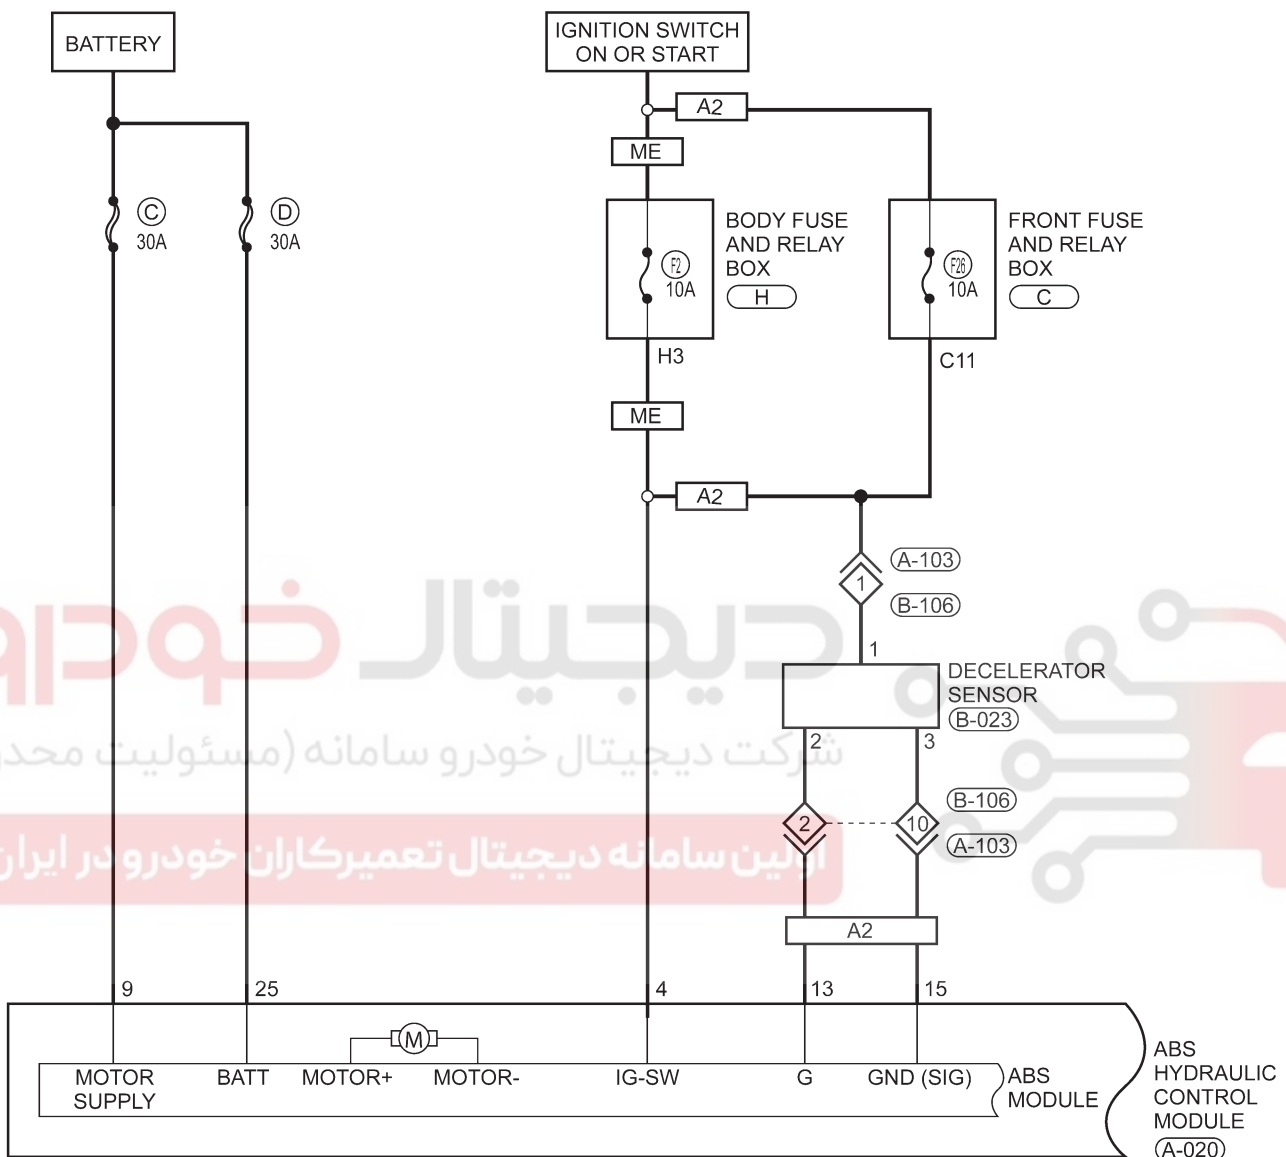 BATTERY
IGNITION SWITCH
ON OR START
A2
ME
C
30A
D
30A
F2
10A
BODY FUSE
AND RELAY
BOX
H
F26
10A
FRONT FUSE
AND RELAY
BOX
C
H3
C11
ME
A2
A-103
1
B-106
1
DECELERATOR
SENSOR
B-023
2
3
دیجیتال خودرو
شرکت دیجیتال خودرو سامانه (مسئولیت
B-106
2
10
A-103
اولین سامانه دیجیتال تعمیرکاران خودرو در ایران
A2
9
25
4
13
15
M
MOTOR
SUPPLY
BATT
MOTOR+
MOTOR-
IG-SW
G
GND (SIG)
ABS
MODULE
ABS
HYDRAULIC
CONTROL
MODULE
A-020